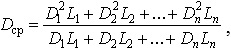 D_ср = (D_1^2 L_1 + D_2^2 L_2 + ... + D_n^2 L_n) / (D_1 L_1 + D_2 L_2 + ... + D_n L_n) ,